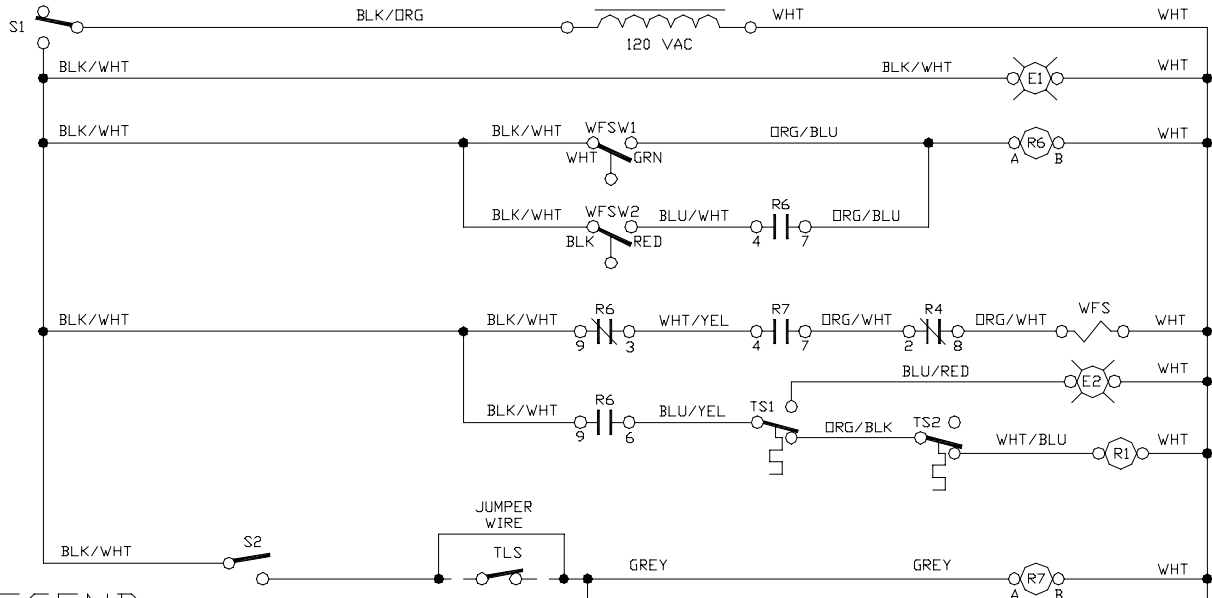 S1 BLK/ORG WHT WHT
120 VAC
BLK/WHT BLK/WHT E1 WHT
BLK/WHT BLK/WHT WFSW1 ORG/BLU R6 WHT
WHT GRN A B
BLK/WHT WFSW2 BLU/WHT R6 ORG/BLU
BLK RED 4 7
BLK/WHT BLK/WHT R6 WHT/YEL R7 ORG/WHT R4 ORG/WHT WFS WHT
9 3 4 7 2 8
BLU/RED E2 WHT
BLK/WHT R6 BLU/YEL TS1 ORG/BLK TS2 WHT/BLU R1 WHT
9 6
JUMPER
WIRE
BLK/WHT S2 TLS GREY GREY R7 WHT
A B